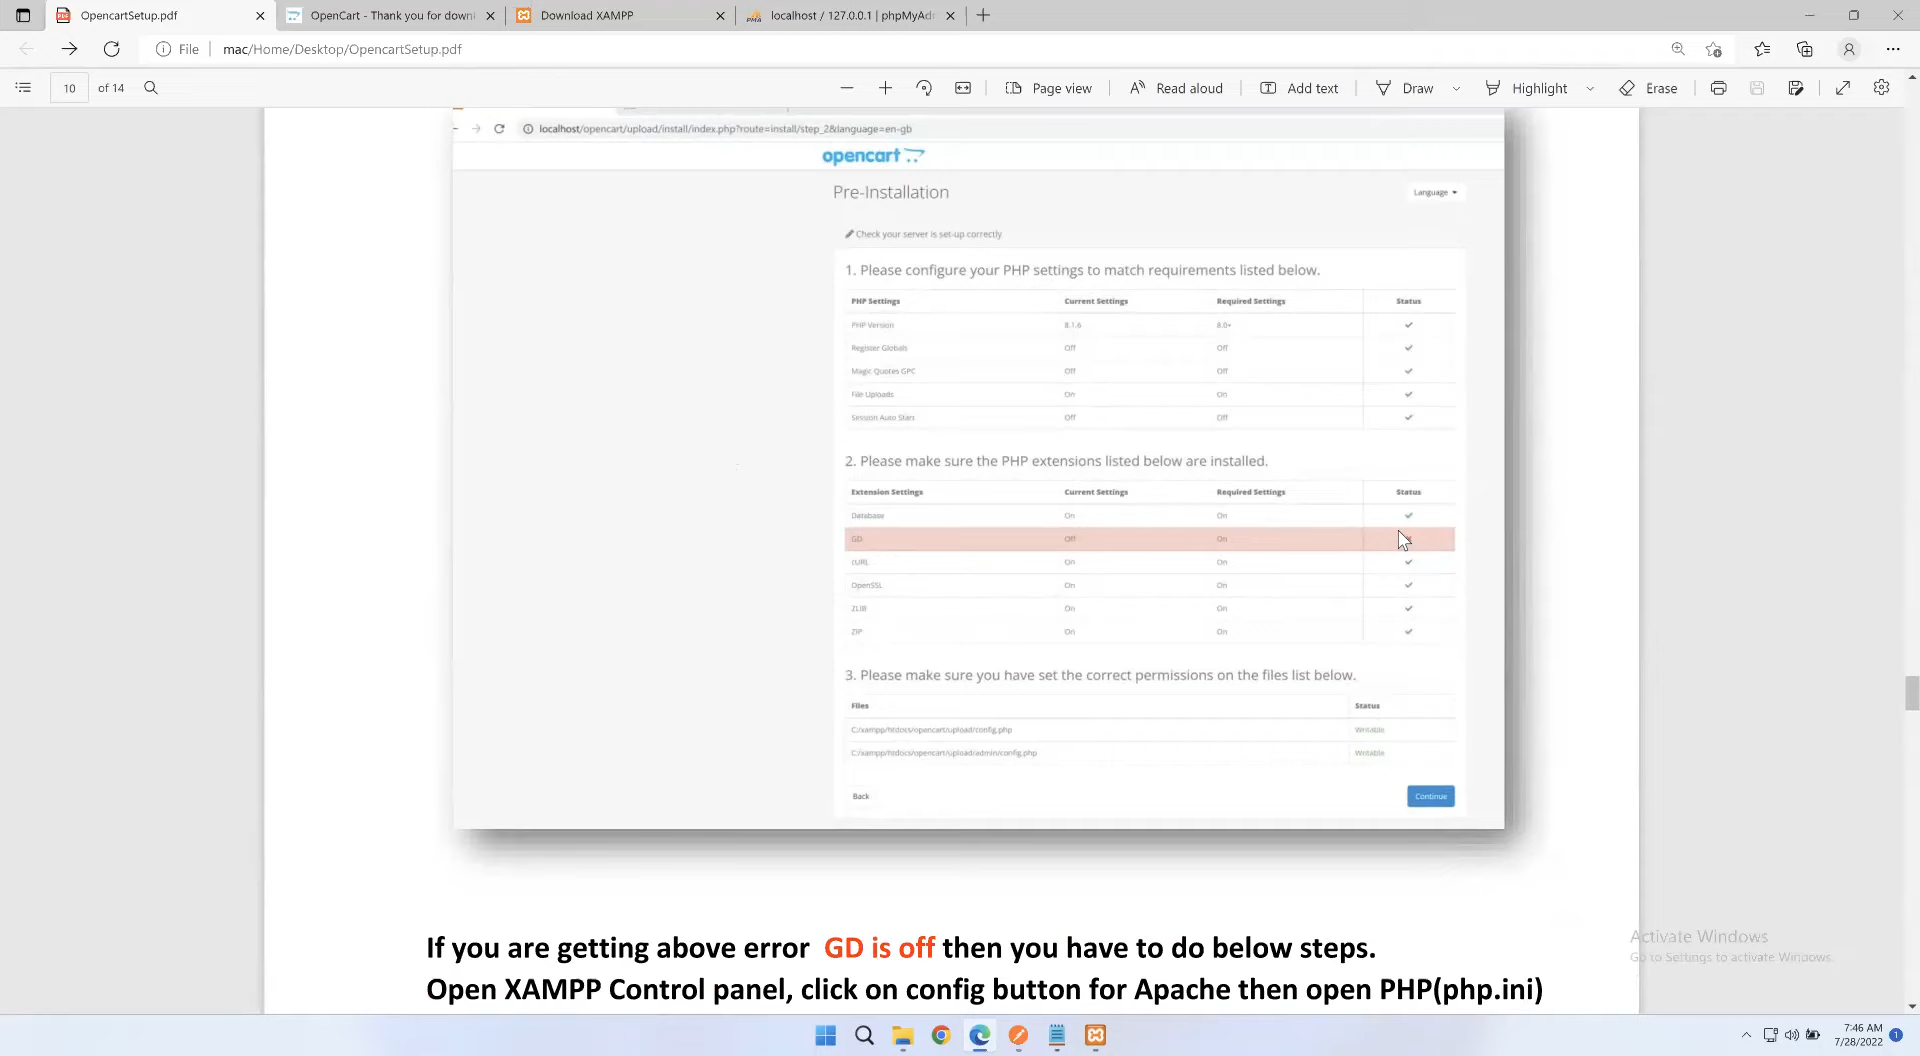 OpencartSetup.pdf
OpenCart - Thank you for down
Download XAMPP
localhost / 127.0.0.1 | phpMyAd
File mac/Home/Desktop/OpencartSetup.pdf
10 of 14
Page view
Read aloud
Add text
Draw
Highlight
Erase
localhost/opencart/upload/install/index.php?route=install/step_2&language=en-gb
opencart
Pre-Installation
Language
Check your server is set-up correctly
1. Please configure your PHP settings to match requirements listed below.
PHP Settings Current Settings Required Settings Status
PHP Version 8.1.6 8.0+
Register Globals Off Off
Magic Quotes GPC Off Off
File Uploads On On
Session Auto Start Off Off
2. Please make sure the PHP extensions listed below are installed.
Extension Settings Current Settings Required Settings Status
Database On On
GD Off On
cURL On On
OpenSSL On On
ZLIB On On
ZIP On On
3. Please make sure you have set the correct permissions on the files list below.
Files Status
C:/xampp/htdocs/opencart/upload/config.php Writable
C:/xampp/htdocs/opencart/upload/admin/config.php Writable
Back
Continue
If you are getting above error GD is off then you have to do below steps.
Open XAMPP Control panel, click on config button for Apache then open PHP(php.ini)
Activate Windows
Go to Settings to activate Windows.
7:46 AM
7/28/2022
1